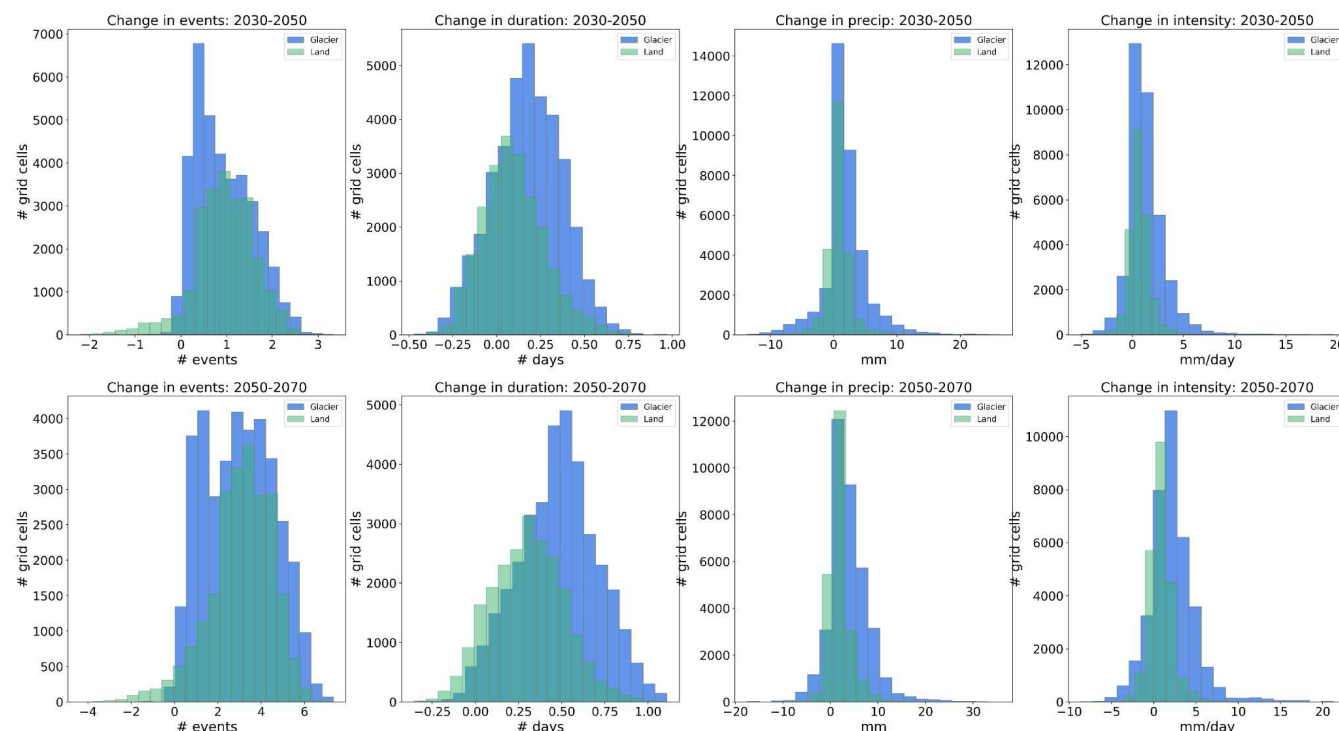 Change in events: 2030-2050
Glacier
Land
# grid cells
7000
6000
5000
4000
3000
2000
1000
0
−2 −1 0 1 2 3
# events
Change in duration: 2030-2050
Glacier
Land
# grid cells
5000
4000
3000
2000
1000
0
−0.50 −0.25 0.00 0.25 0.50 0.75 1.00
# days
Change in precip: 2030-2050
Glacier
Land
# grid cells
14000
12000
10000
8000
6000
4000
2000
0
−10 0 10 20
mm
Change in intensity: 2030-2050
Glacier
Land
# grid cells
12000
10000
8000
6000
4000
2000
0
−5 0 5 10 15 20
mm/day
Change in events: 2050-2070
Glacier
Land
# grid cells
4000
3500
3000
2500
2000
1500
1000
500
0
−4 −2 0 2 4 6
# events
Change in duration: 2050-2070
Glacier
Land
# grid cells
5000
4000
3000
2000
1000
0
−0.25 0.00 0.25 0.50 0.75 1.00
# days
Change in precip: 2050-2070
Glacier
Land
# grid cells
12000
10000
8000
6000
4000
2000
0
−20 −10 0 10 20 30
mm
Change in intensity: 2050-2070
Glacier
Land
# grid cells
10000
8000
6000
4000
2000
0
−10 −5 0 5 10 15 20
mm/day